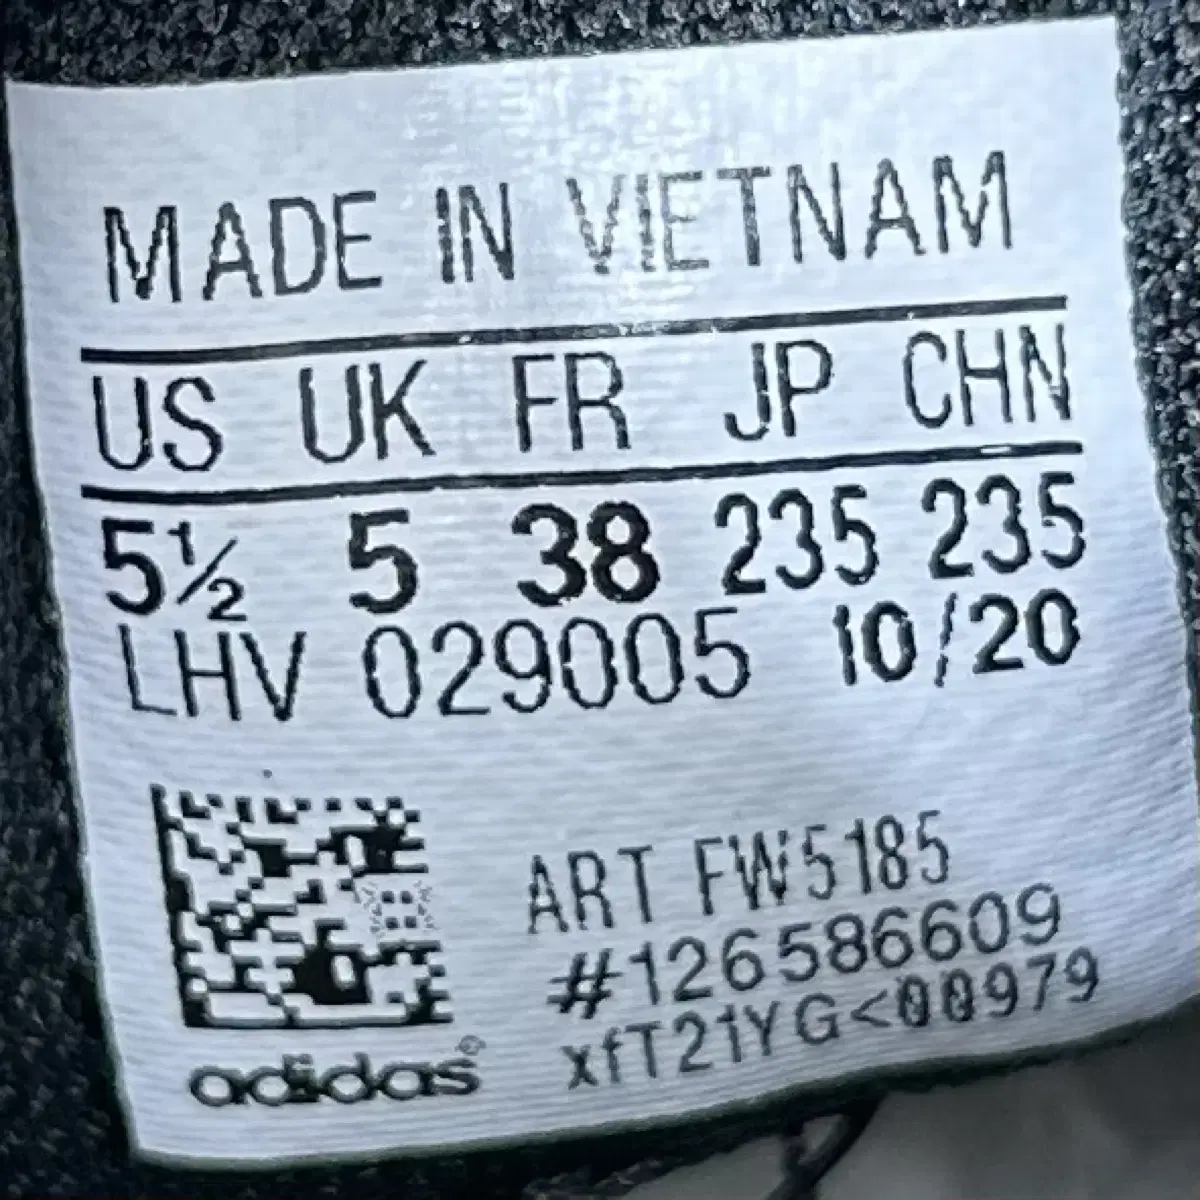 MADE IN VIETNAM
US UK FR JP CHN
5½ 5 38 235 235
LHV 029005 10/20
ART FW5185
#126586609
xfT21YG<00979
adidas®